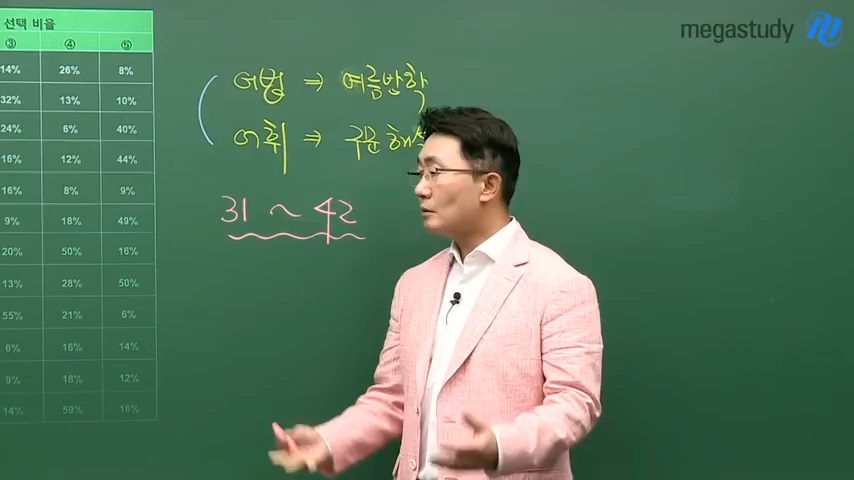 megastudy
선택 비율
③ ④ ⑤
14% 26% 8%
32% 13% 10%
24% 6% 40%
16% 12% 44%
16% 8% 9%
9% 18% 49%
20% 50% 16%
13% 28% 50%
55% 21% 6%
6% 16% 14%
9% 18% 12%
14% 59% 16%
어법 ⇒ 여름방학
어휘 ⇒ 구문
31 ~ 42